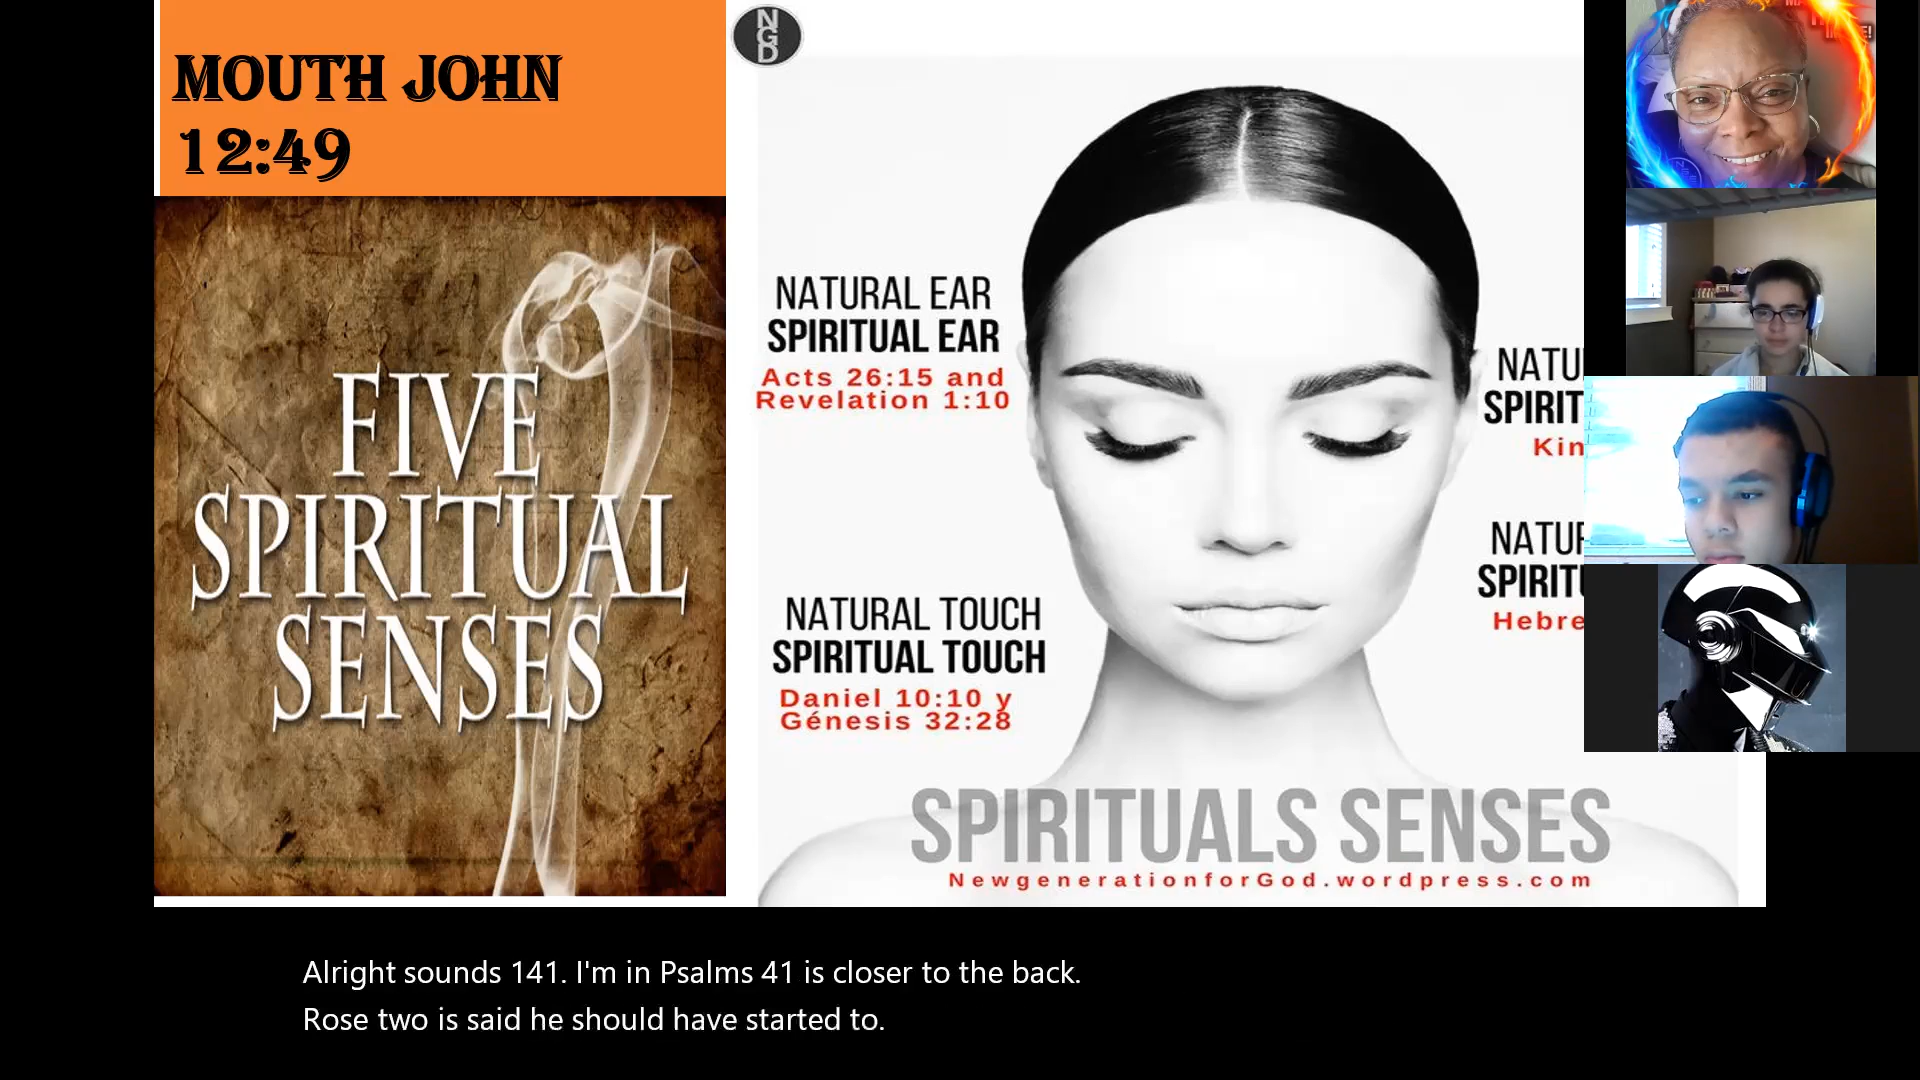 MOUTH JOHN
12:49
FIVE
SPIRITUAL
SENSES
NGD
NATURAL EAR
SPIRITUAL EAR
Acts 26:15 and
Revelation 1:10
NATURAL TOUCH
SPIRITUAL TOUCH
Daniel 10:10 y
Génesis 32:28
NATU
SPIRIT
Kin
NATUR
SPIRITU
Hebre
SPIRITUALS SENSES
NewgenerationforGod.wordpress.com
Alright sounds 141. I'm in Psalms 41 is closer to the back.
Rose two is said he should have started to.